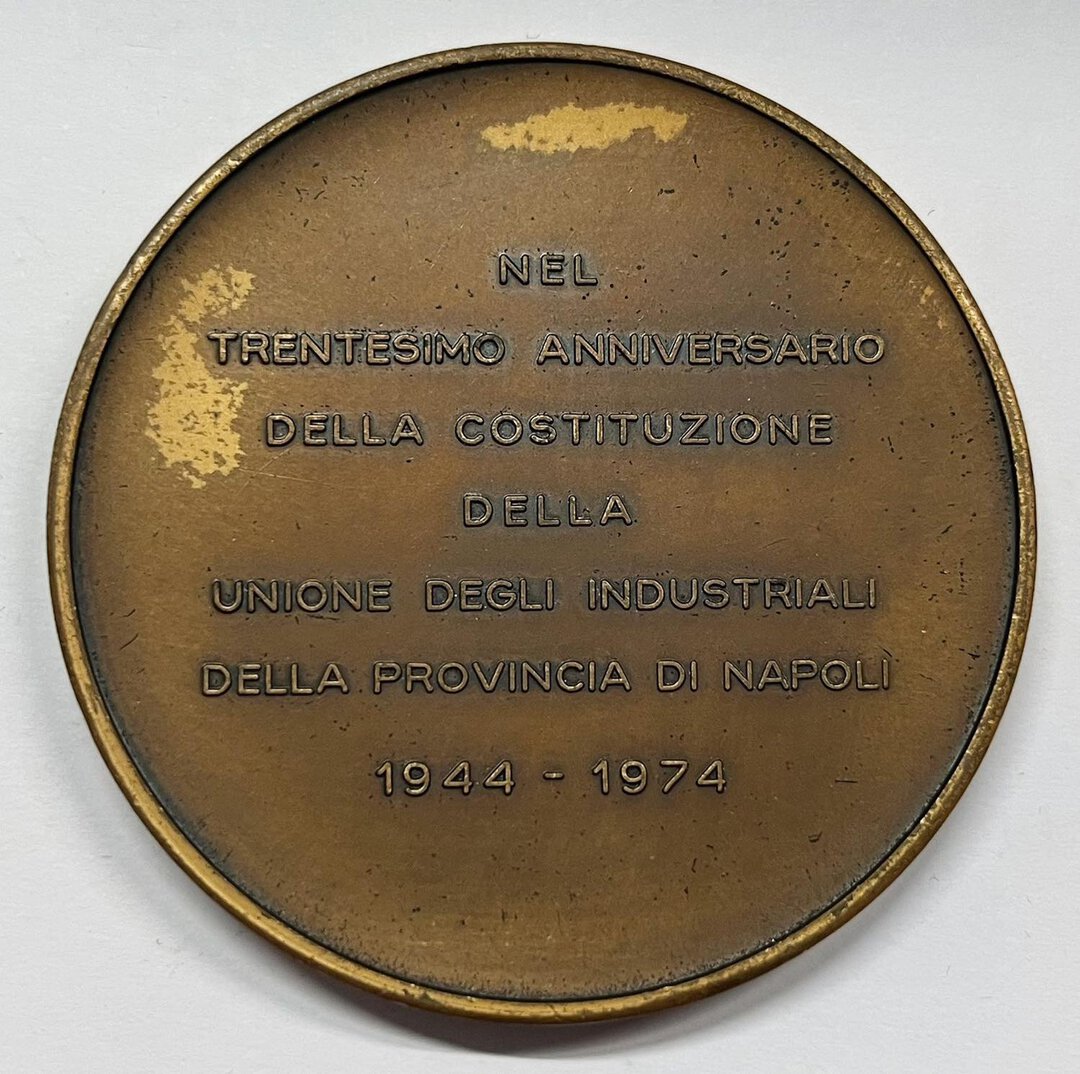 NEL
TRENTESIMO ANNIVERSARIO
DELLA COSTITUZIONE
DELLA
UNIONE DEGLI INDUSTRIALI
DELLA PROVINCIA DI NAPOLI
1944 - 1974